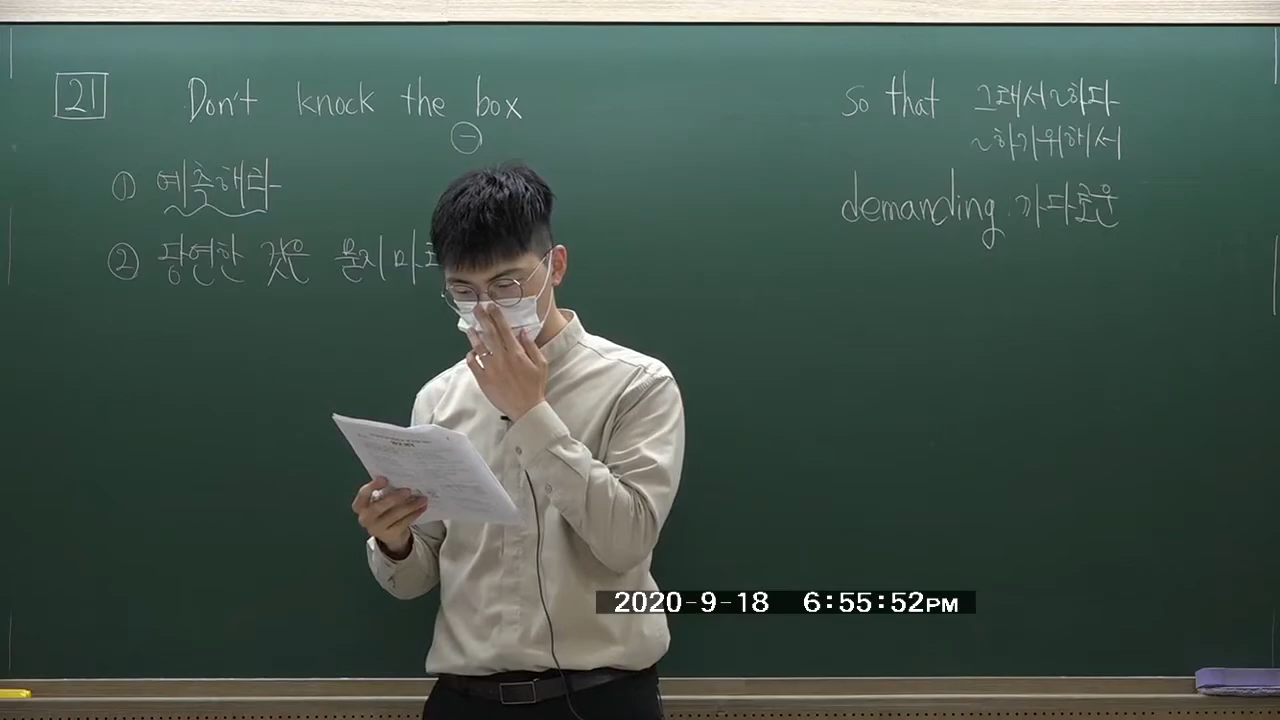 21 Don't knock the box
⊖
① 예측해라
② 당연한 것은 묻지마라
so that 그래서 ~하다
~하기위해서
demanding 까다로운
2020-9-18 6:55:52PM